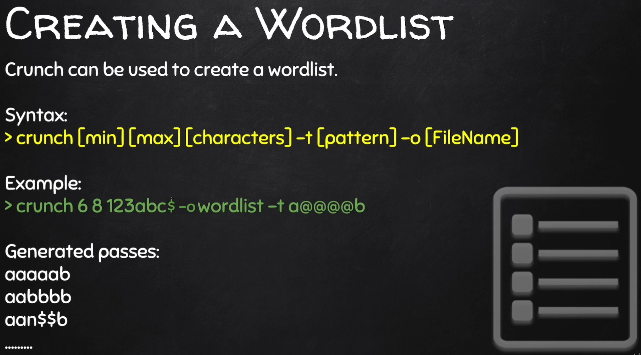 Creating a Wordlist
Crunch can be used to create a wordlist.
Syntax:
> crunch [min] [max] [characters] –t [pattern] –o [FileName]
Example:
> crunch 6 8 123abc$ –o wordlist –t a@@@@b
Generated passes:
aaaaab
aabbbb
aan$$b
.........